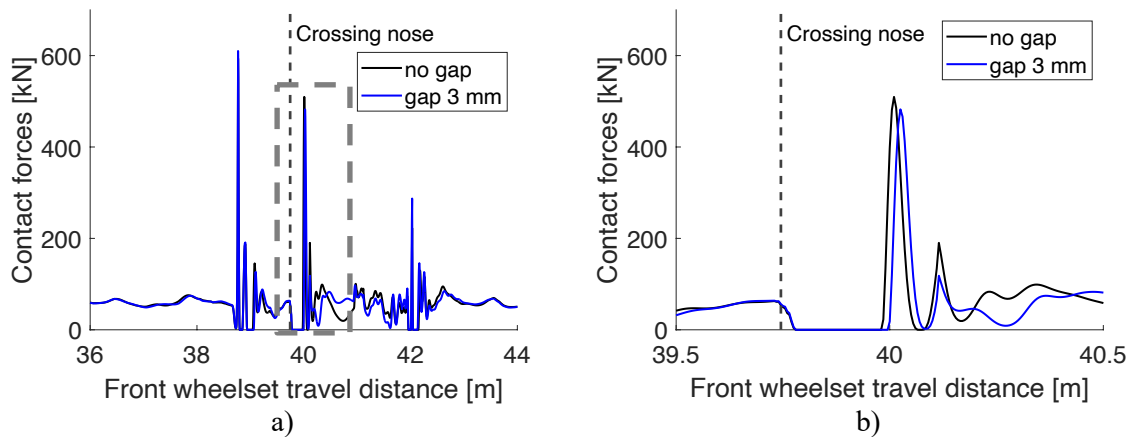 Crossing nose
no gap
gap 3 mm
Contact forces [kN]
600
400
200
0
36
38
40
42
44
Front wheelset travel distance [m]
a)
Crossing nose
no gap
gap 3 mm
Contact forces [kN]
600
400
200
0
39.5
40
40.5
Front wheelset travel distance [m]
b)